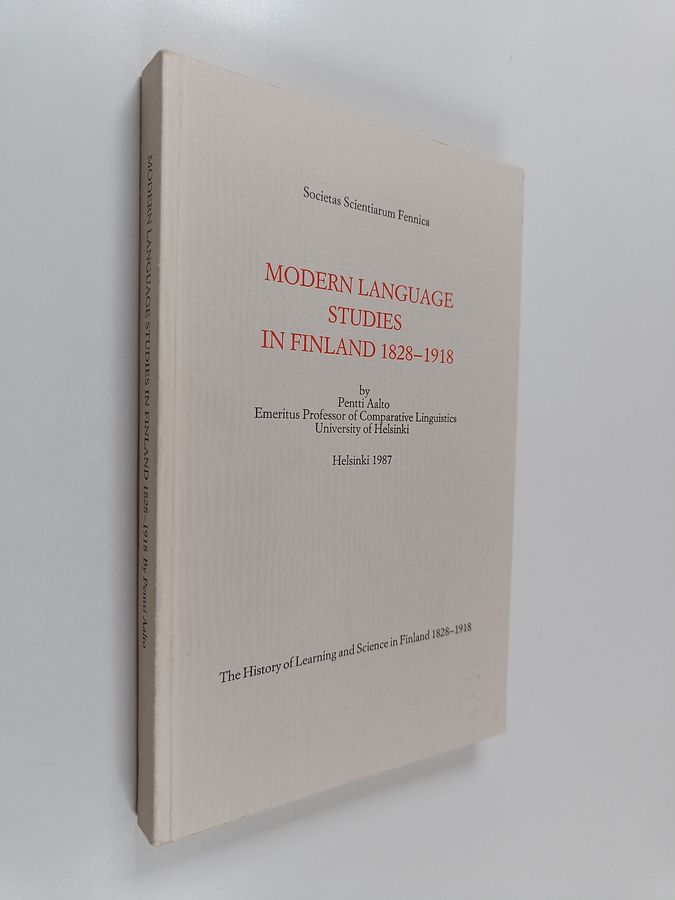 Societas Scientiarum Fennica
MODERN LANGUAGE
STUDIES
IN FINLAND 1828–1918
by
Pentti Aalto
Emeritus Professor of Comparative Linguistics
University of Helsinki
Helsinki 1987
The History of Learning and Science in Finland 1828–1918
MODERN LANGUAGE STUDIES IN FINLAND 1828–1918 By Pentti Aalto